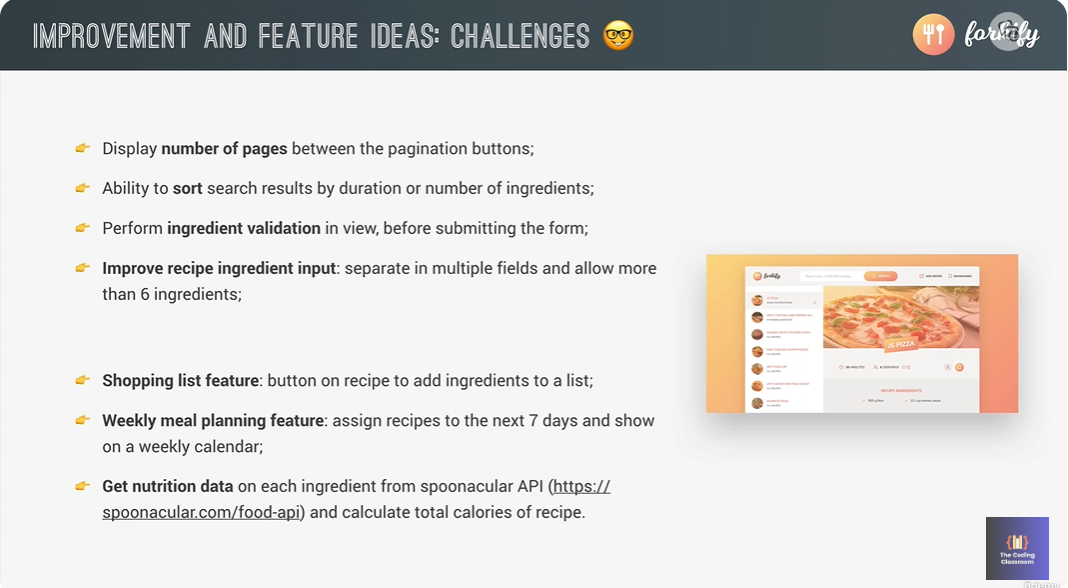 IMPROVEMENT AND FEATURE IDEAS: CHALLENGES 🤓
forkify
👉 Display number of pages between the pagination buttons;
👉 Ability to sort search results by duration or number of ingredients;
👉 Perform ingredient validation in view, before submitting the form;
👉 Improve recipe ingredient input: separate in multiple fields and allow more
than 6 ingredients;
👉 Shopping list feature: button on recipe to add ingredients to a list;
👉 Weekly meal planning feature: assign recipes to the next 7 days and show
on a weekly calendar;
👉 Get nutrition data on each ingredient from spoonacular API (https://
spoonacular.com/food-api) and calculate total calories of recipe.
forkify
ADD RECIPE
BOOKMARKS
IS PIZZA
RECIPE INGREDIENTS
The Coding
Classroom
Udemy